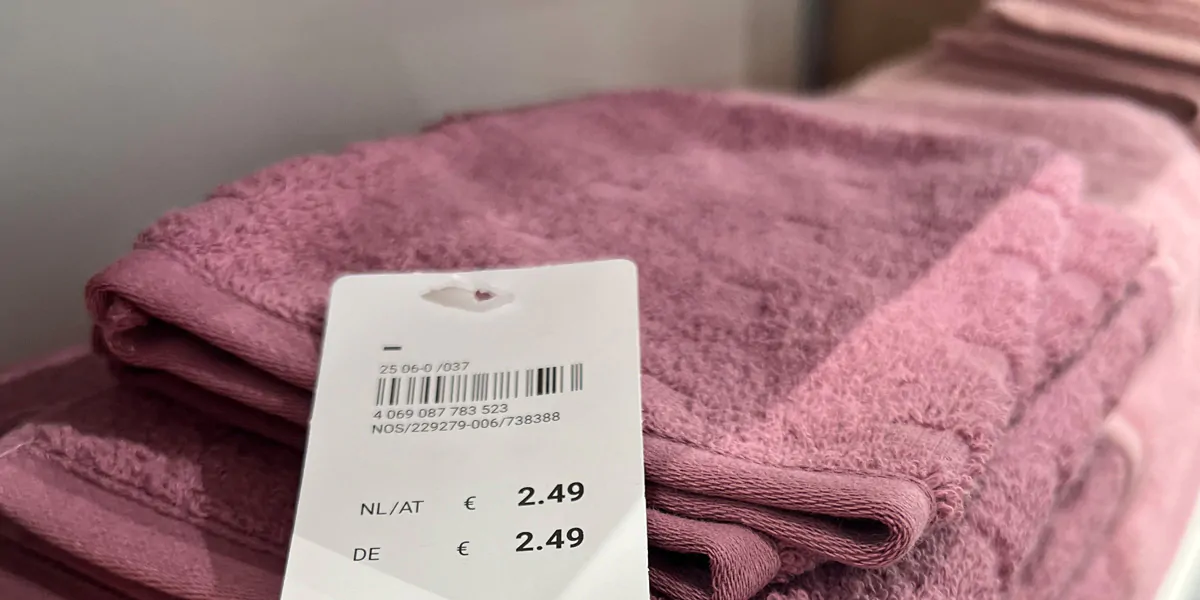 –
25 06-0 /037
4 069 087 783 523
NOS/229279-006/738388
NL/AT € 2.49
DE € 2.49